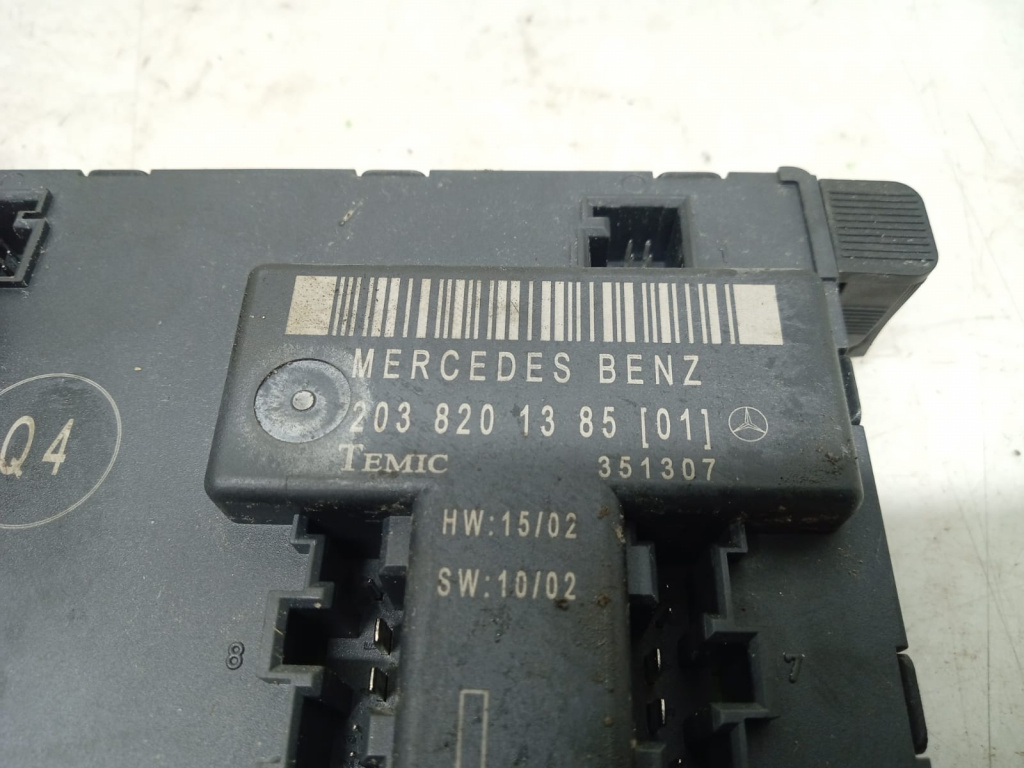 MERCEDES BENZ
203 820 13 85 [01]
TEMIC 351307
Q4
HW:15/02
SW:10/02
8
7